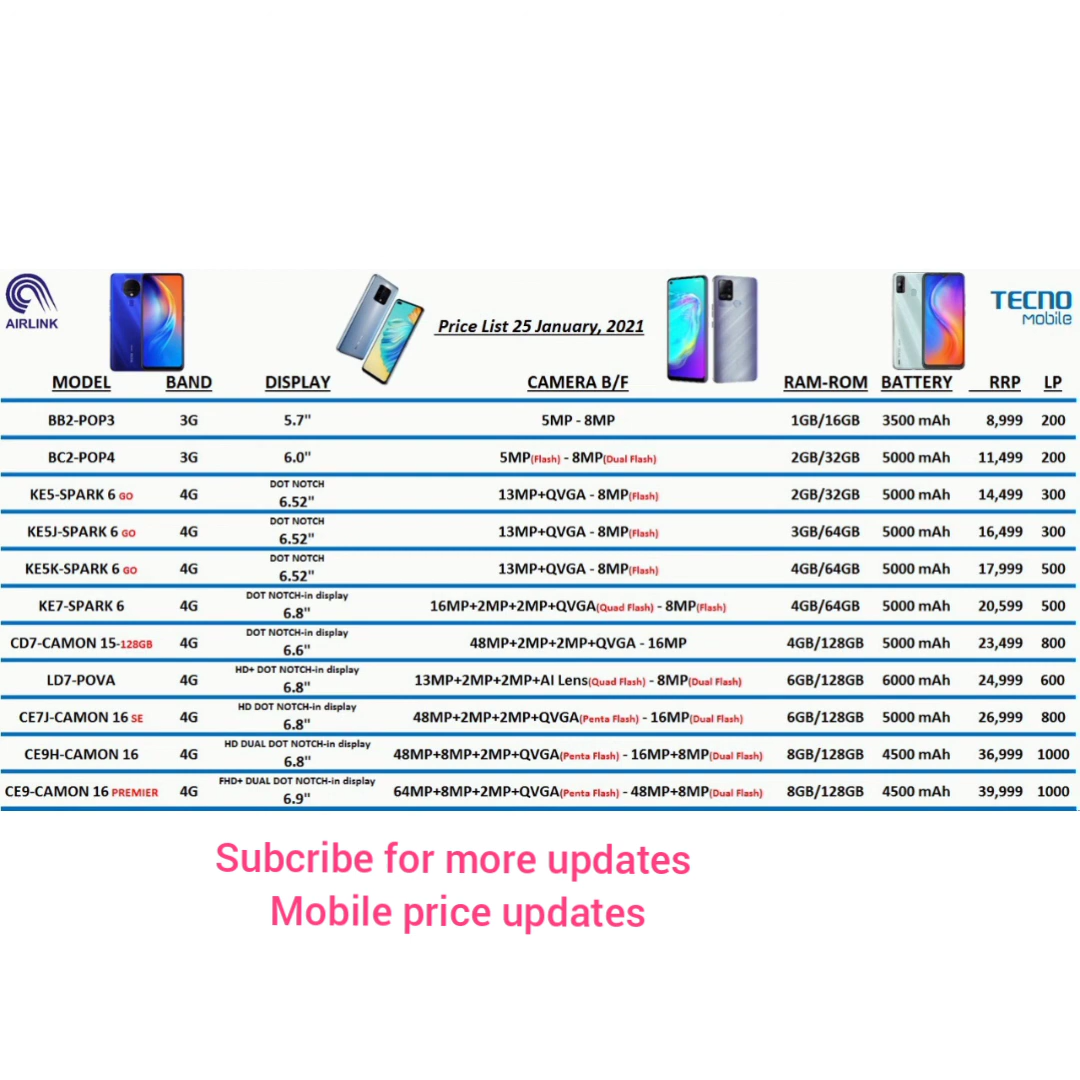 AIRLINK
Price List 25 January, 2021
TECNO
Mobile
MODEL BAND DISPLAY CAMERA B/F RAM-ROM BATTERY RRP LP
BB2-POP3 3G 5.7" 5MP - 8MP 1GB/16GB 3500 mAh 8,999 200
BC2-POP4 3G 6.0" 5MP(Flash) - 8MP(Dual Flash) 2GB/32GB 5000 mAh 11,499 200
DOT NOTCH
KE5-SPARK 6 GO 4G 6.52" 13MP+QVGA - 8MP(Flash) 2GB/32GB 5000 mAh 14,499 300
DOT NOTCH
KE5J-SPARK 6 GO 4G 6.52" 13MP+QVGA - 8MP(Flash) 3GB/64GB 5000 mAh 16,499 300
DOT NOTCH
KE5K-SPARK 6 GO 4G 6.52" 13MP+QVGA - 8MP(Flash) 4GB/64GB 5000 mAh 17,999 500
DOT NOTCH-in display
KE7-SPARK 6 4G 6.8" 16MP+2MP+2MP+QVGA(Quad Flash) - 8MP(Flash) 4GB/64GB 5000 mAh 20,599 500
DOT NOTCH-in display
CD7-CAMON 15-128GB 4G 6.6" 48MP+2MP+2MP+QVGA - 16MP 4GB/128GB 5000 mAh 23,499 800
HD+ DOT NOTCH-in display
LD7-POVA 4G 6.8" 13MP+2MP+2MP+AI Lens(Quad Flash) - 8MP(Dual Flash) 6GB/128GB 6000 mAh 24,999 600
HD DOT NOTCH-in display
CE7J-CAMON 16 SE 4G 6.8" 48MP+2MP+2MP+QVGA(Penta Flash) - 16MP(Dual Flash) 6GB/128GB 5000 mAh 26,999 800
HD DUAL DOT NOTCH-in display
CE9H-CAMON 16 4G 6.8" 48MP+8MP+2MP+QVGA(Penta Flash) - 16MP+8MP(Dual Flash) 8GB/128GB 4500 mAh 36,999 1000
FHD+ DUAL DOT NOTCH-in display
CE9-CAMON 16 PREMIER 4G 6.9" 64MP+8MP+2MP+QVGA(Penta Flash) - 48MP+8MP(Dual Flash) 8GB/128GB 4500 mAh 39,999 1000
Subcribe for more updates
Mobile price updates